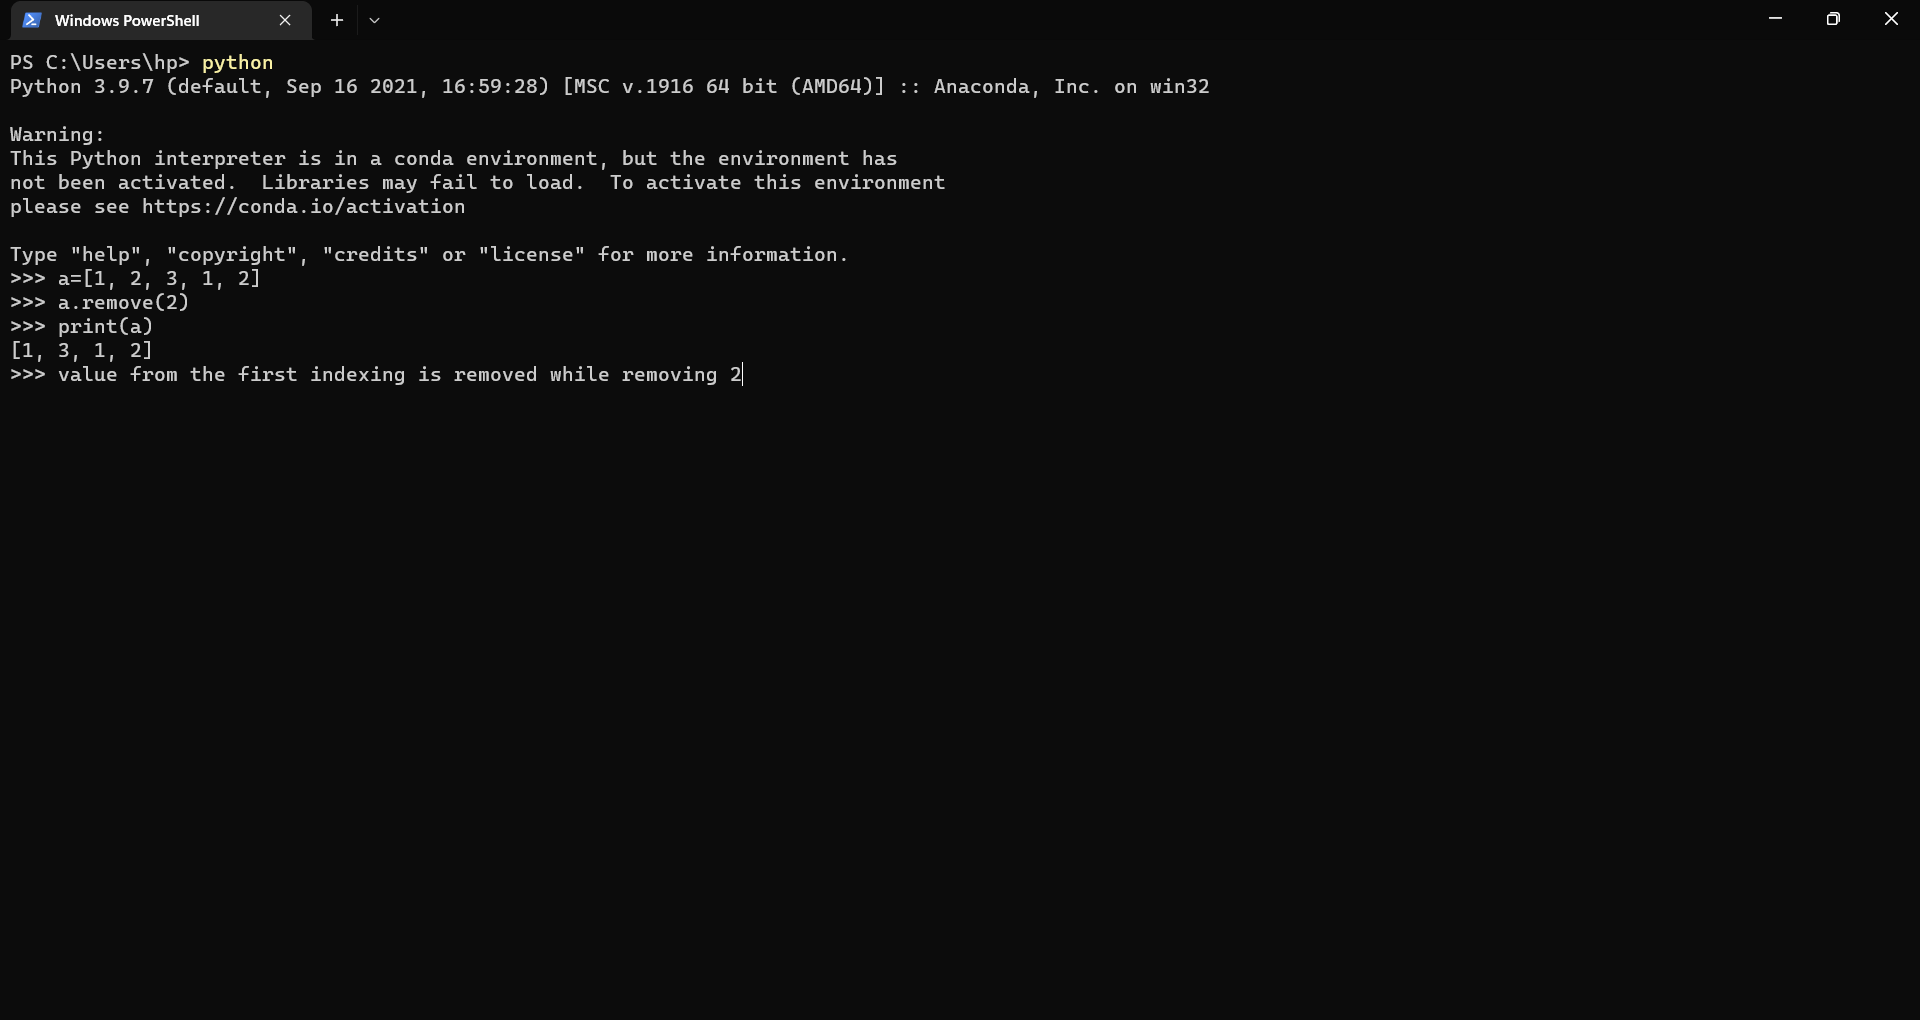 Windows PowerShell
PS C:\Users\hp> python
Python 3.9.7 (default, Sep 16 2021, 16:59:28) [MSC v.1916 64 bit (AMD64)] :: Anaconda, Inc. on win32
Warning:
This Python interpreter is in a conda environment, but the environment has
not been activated.  Libraries may fail to load.  To activate this environment
please see https://conda.io/activation
Type "help", "copyright", "credits" or "license" for more information.
>>> a=[1, 2, 3, 1, 2]
>>> a.remove(2)
>>> print(a)
[1, 3, 1, 2]
>>> value from the first indexing is removed while removing 2